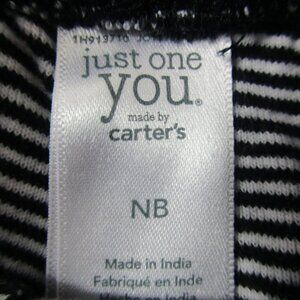 just one
you®
made by
carter's
NB
Made in India
Fabriqué en Inde